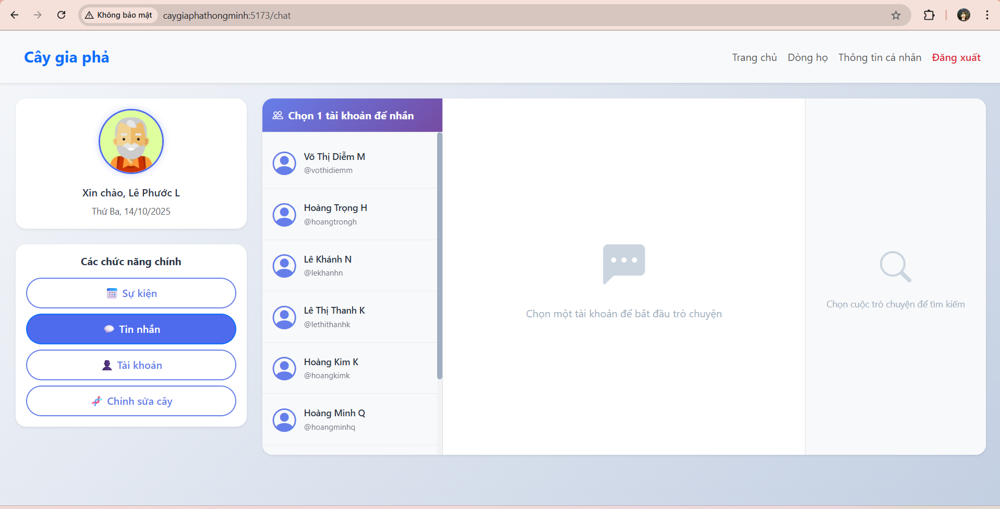 Không bảo mật
caygiaphathongminh:5173/chat
Cây gia phả
Trang chủ
Dòng họ
Thông tin cá nhân
Đăng xuất
Xin chào, Lê Phước L
Thứ Ba, 14/10/2025
Các chức năng chính
Sự kiện
Tin nhắn
Tài khoản
Chỉnh sửa cây
Chọn 1 tài khoản để nhắn
Võ Thị Diễm M
@vothidiemm
Hoàng Trọng H
@hoangtrongh
Lê Khánh N
@lekhanhn
Lê Thị Thanh K
@lethithanhk
Hoàng Kim K
@hoangkimk
Hoàng Minh Q
@hoangminhq
Chọn một tài khoản để bắt đầu trò chuyện
Chọn cuộc trò chuyện để tìm kiếm